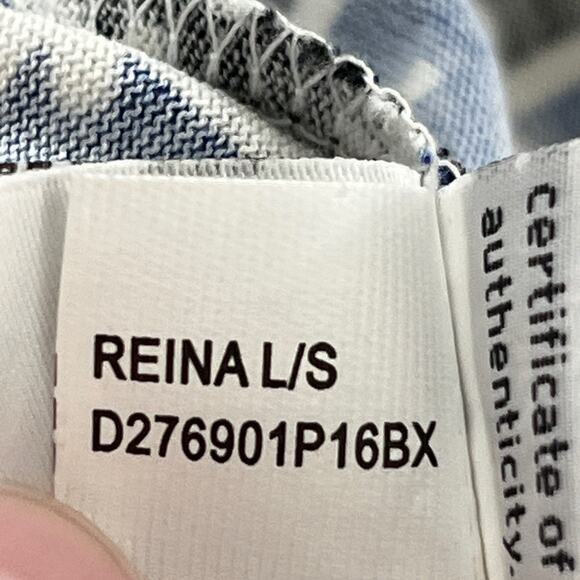 REINA L/S
D276901P16BX
certificate of
authenticity.